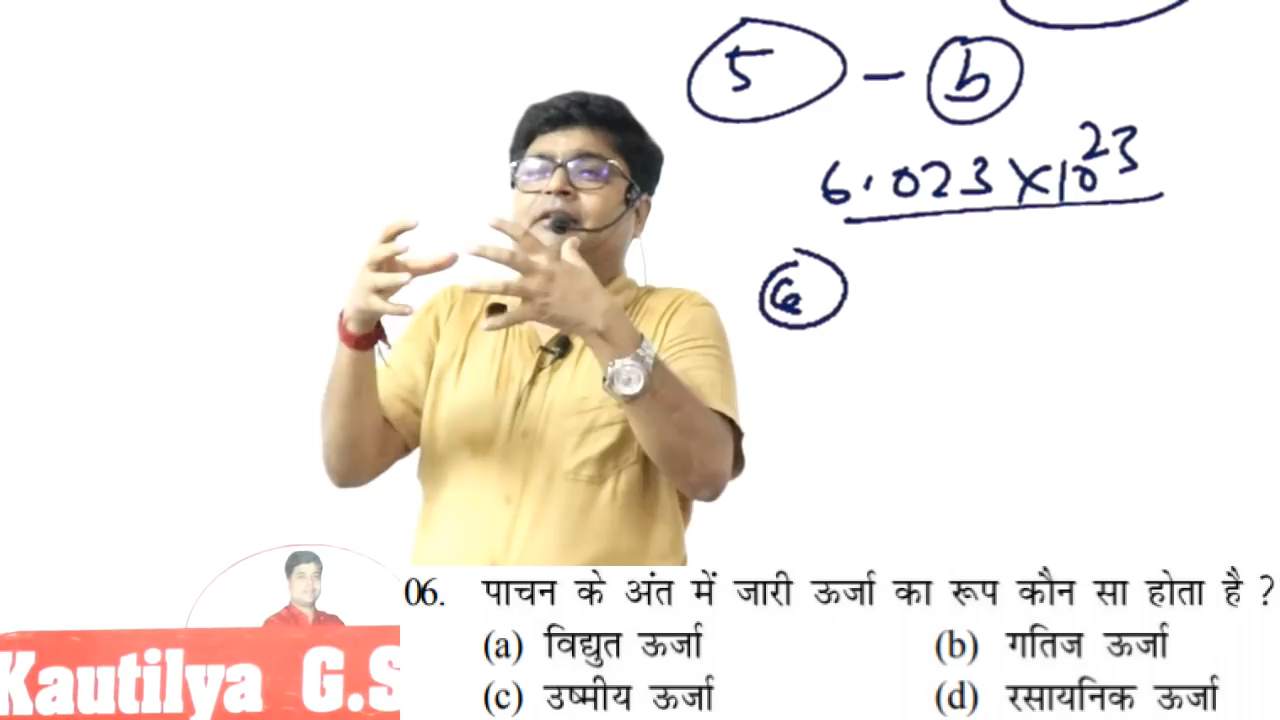 5 - b
6.023 × 10²³
6
06. पाचन के अंत में जारी ऊर्जा का रूप कौन सा होता है ?
(a) विद्युत ऊर्जा (b) गतिज ऊर्जा
(c) उष्मीय ऊर्जा (d) रसायनिक ऊर्जा
Kautilya G.S